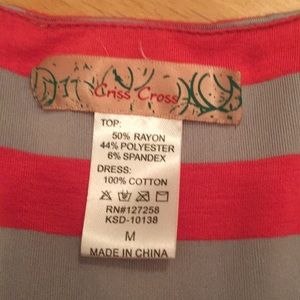 Criss Cross
TOP:
50% RAYON
44% POLYESTER
6% SPANDEX
DRESS:
100% COTTON
RN#127258
KSD-10138
M
MADE IN CHINA